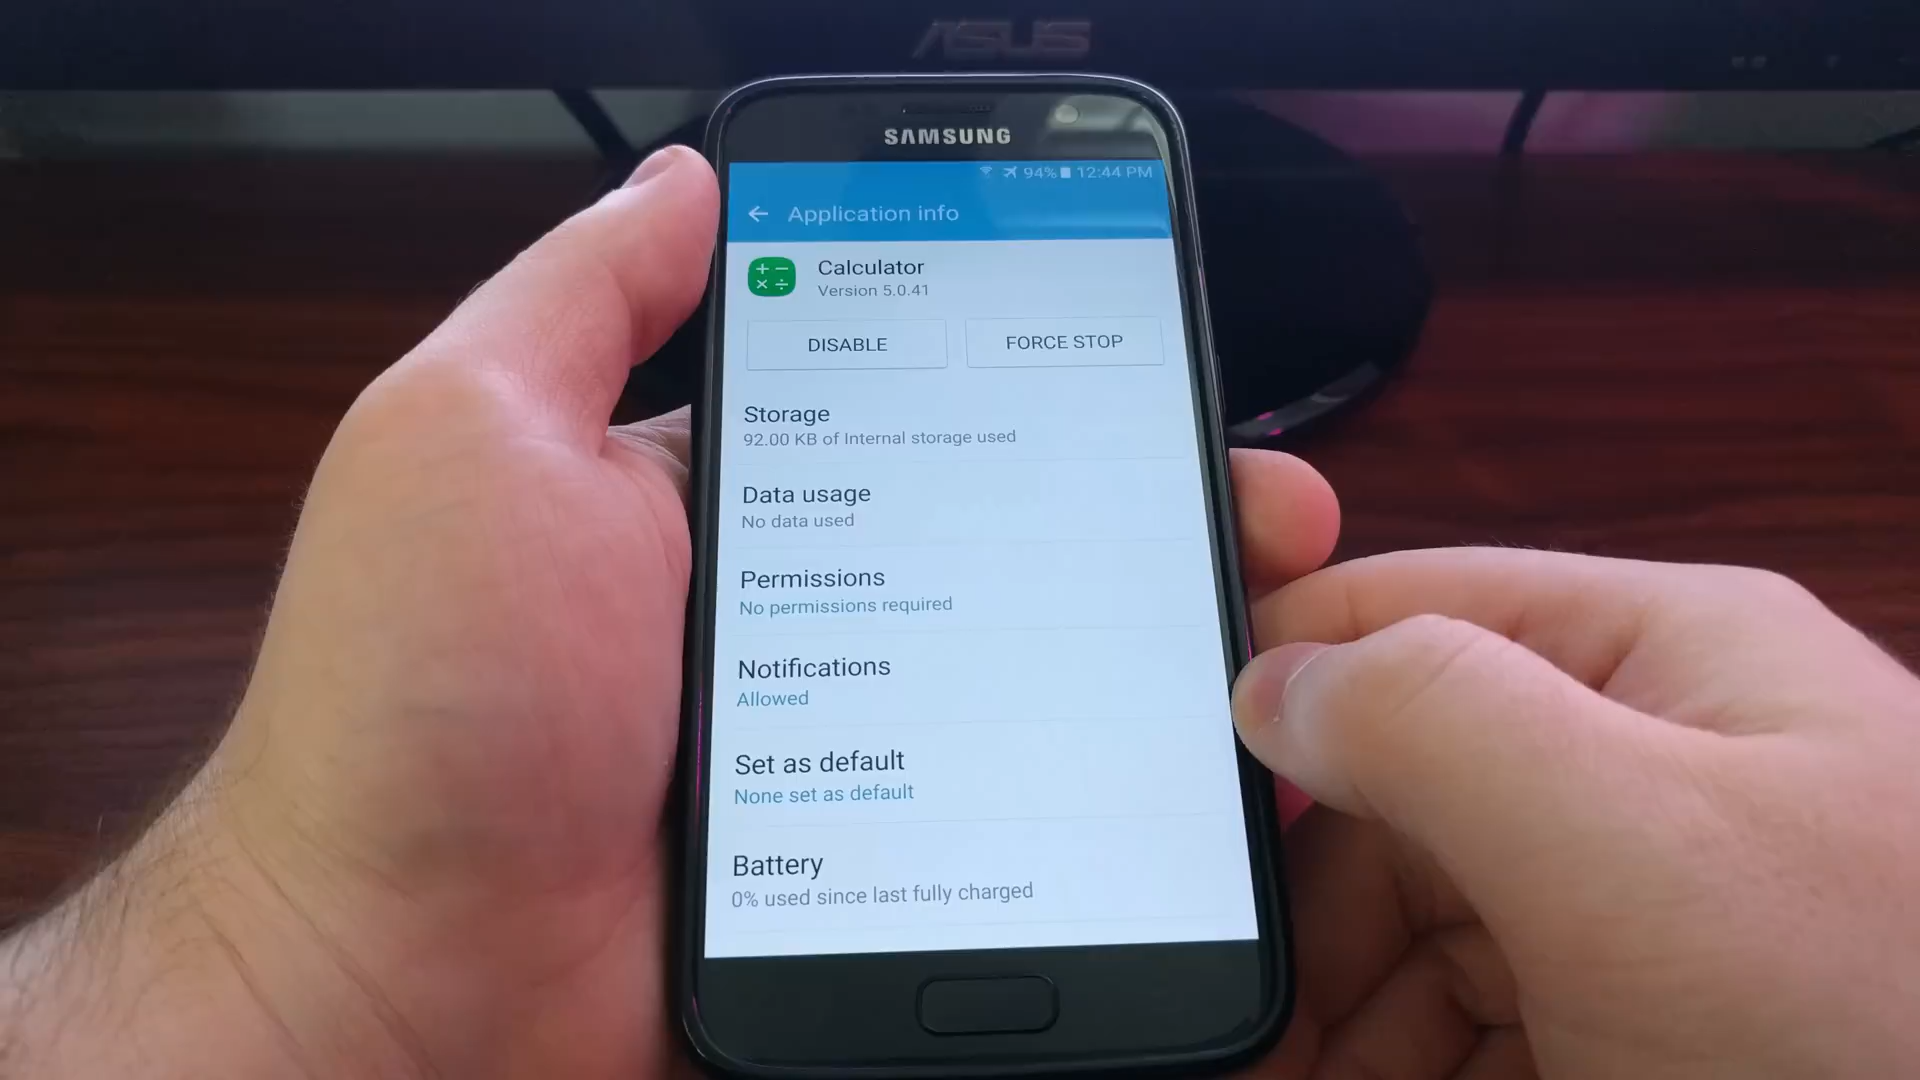 ASUS
SAMSUNG
94% 12:44 PM
Application info
Calculator
Version 5.0.41
DISABLE
FORCE STOP
Storage
92.00 KB of Internal storage used
Data usage
No data used
Permissions
No permissions required
Notifications
Allowed
Set as default
None set as default
Battery
0% used since last fully charged